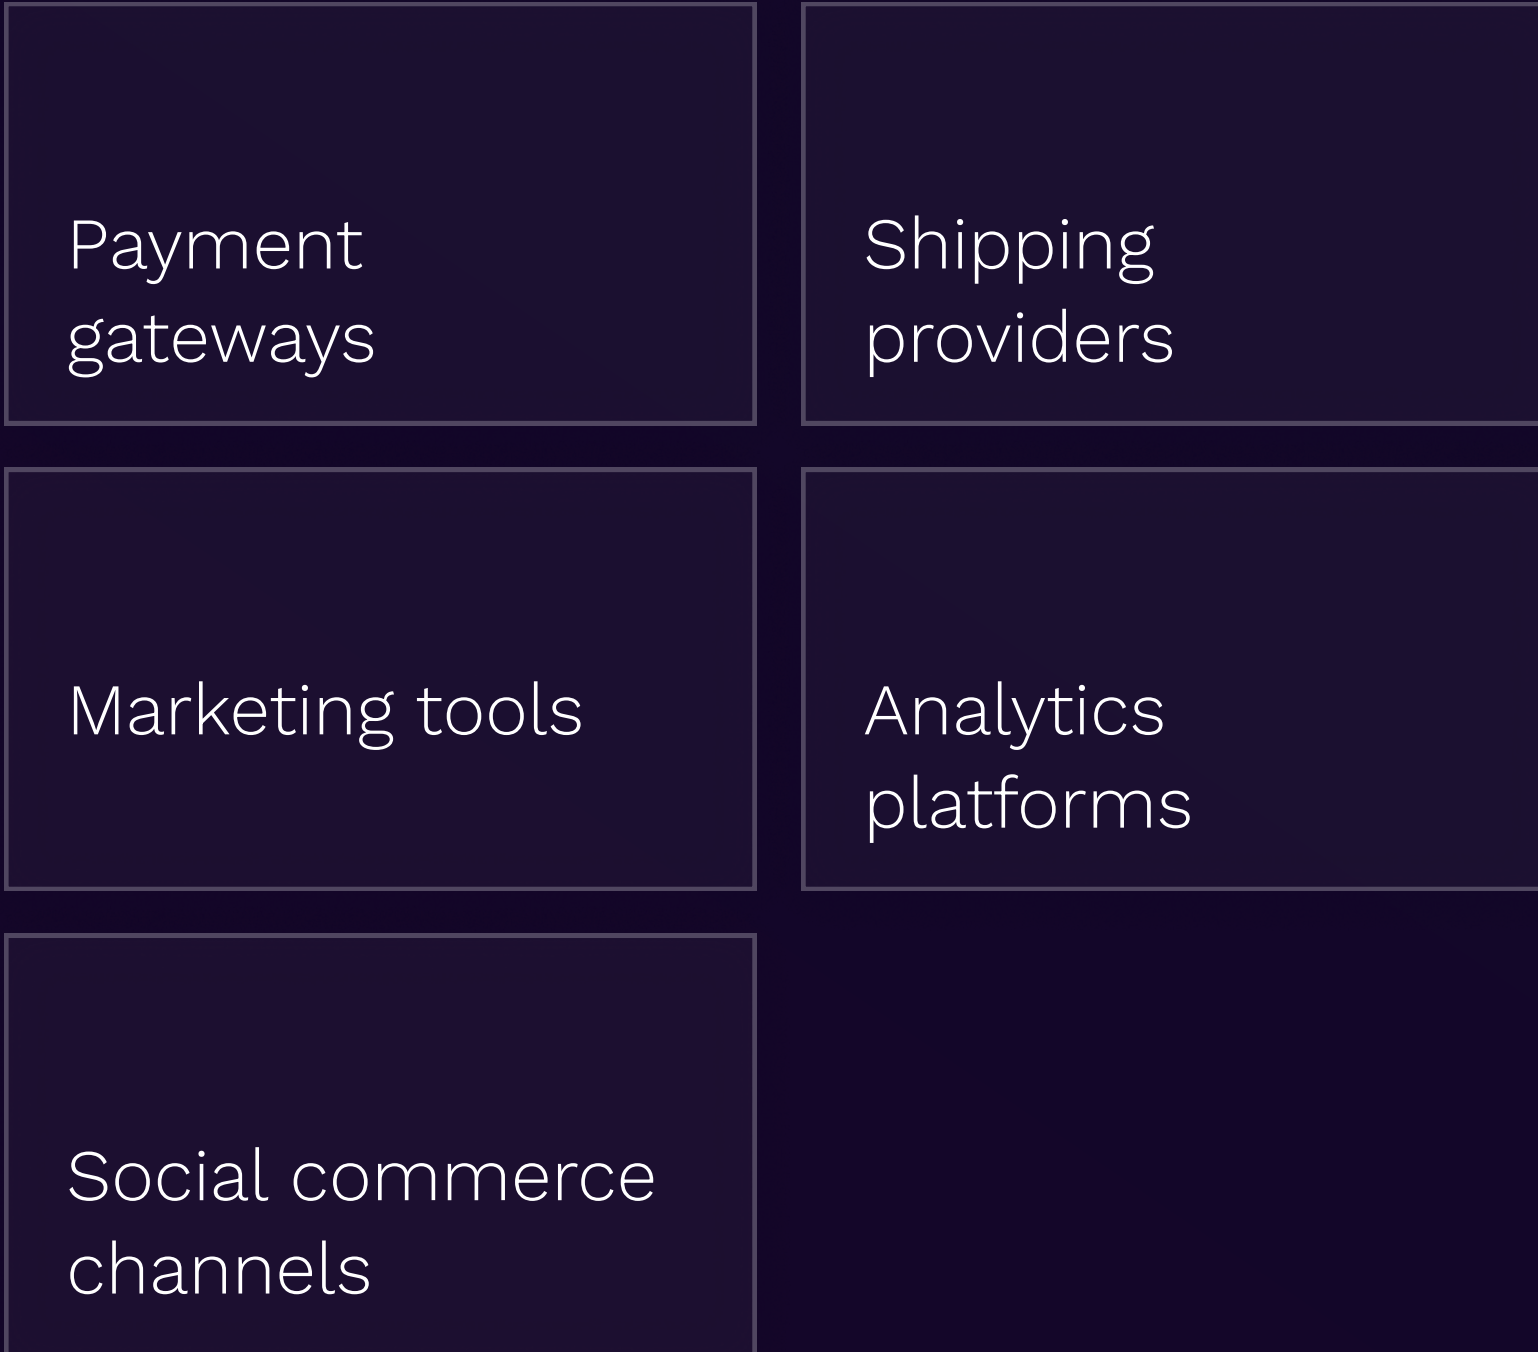 Payment
gateways
Shipping
providers
Marketing tools
Analytics
platforms
Social commerce
channels